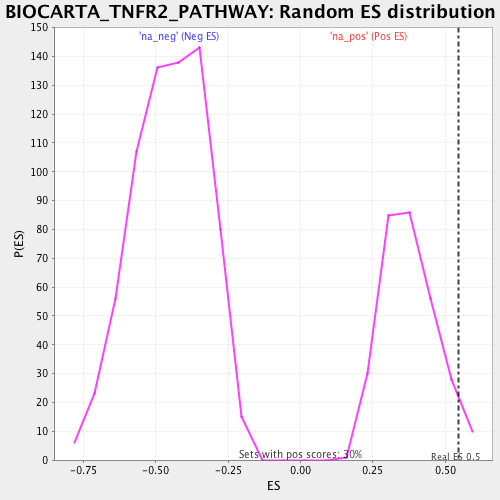 BIOCARTA_TNFR2_PATHWAY: Random ES distribution
'na_neg' (Neg ES) 'na_pos' (Pos ES)
150
140
130
120
110
100
90
80
70
60
50
40
30
20
10
0
P(ES)
Sets with pos scores: 30%
Real ES 0.5
-0.75 -0.50 -0.25 0.00 0.25 0.50
ES